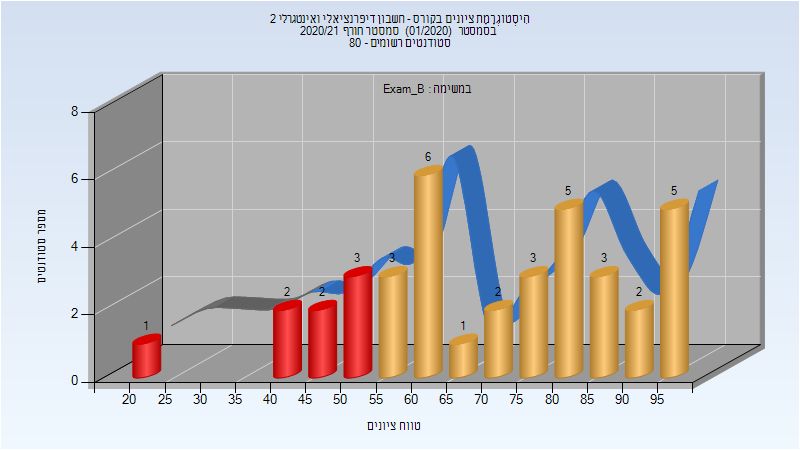 הִיסטוגְרָמַת ציונים בקורס - חשבון דיפרנציאלי ואינטגרלי 2
בסמסטר (01/2020) סמסטר חורף 2020/21
סטודנטים רשומים - 80
במשימה : Exam_B
מספר סטודנטים
8
6
4
2
0
1
2
2
3
3
6
1
2
3
5
3
2
5
20 25 30 35 40 45 50 55 60 65 70 75 80 85 90 95
טווח ציונים